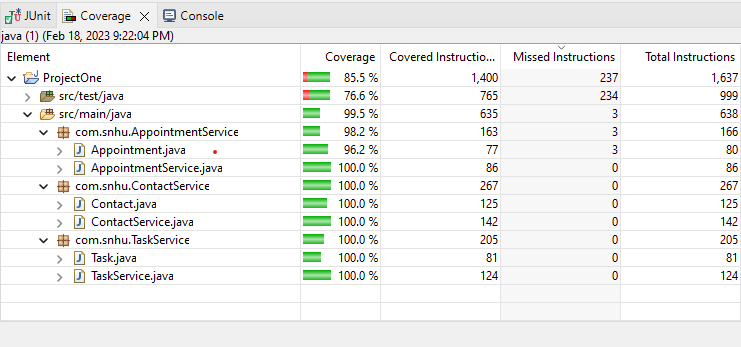 JUnit Coverage Console
java (1) (Feb 18, 2023 9:22:04 PM)
Element Coverage Covered Instructio... Missed Instructions Total Instructions
ProjectOne 85.5 % 1,400 237 1,637
src/test/java 76.6 % 765 234 999
src/main/java 99.5 % 635 3 638
com.snhu.AppointmentService 98.2 % 163 3 166
Appointment.java 96.2 % 77 3 80
AppointmentService.java 100.0 % 86 0 86
com.snhu.ContactService 100.0 % 267 0 267
Contact.java 100.0 % 125 0 125
ContactService.java 100.0 % 142 0 142
com.snhu.TaskService 100.0 % 205 0 205
Task.java 100.0 % 81 0 81
TaskService.java 100.0 % 124 0 124